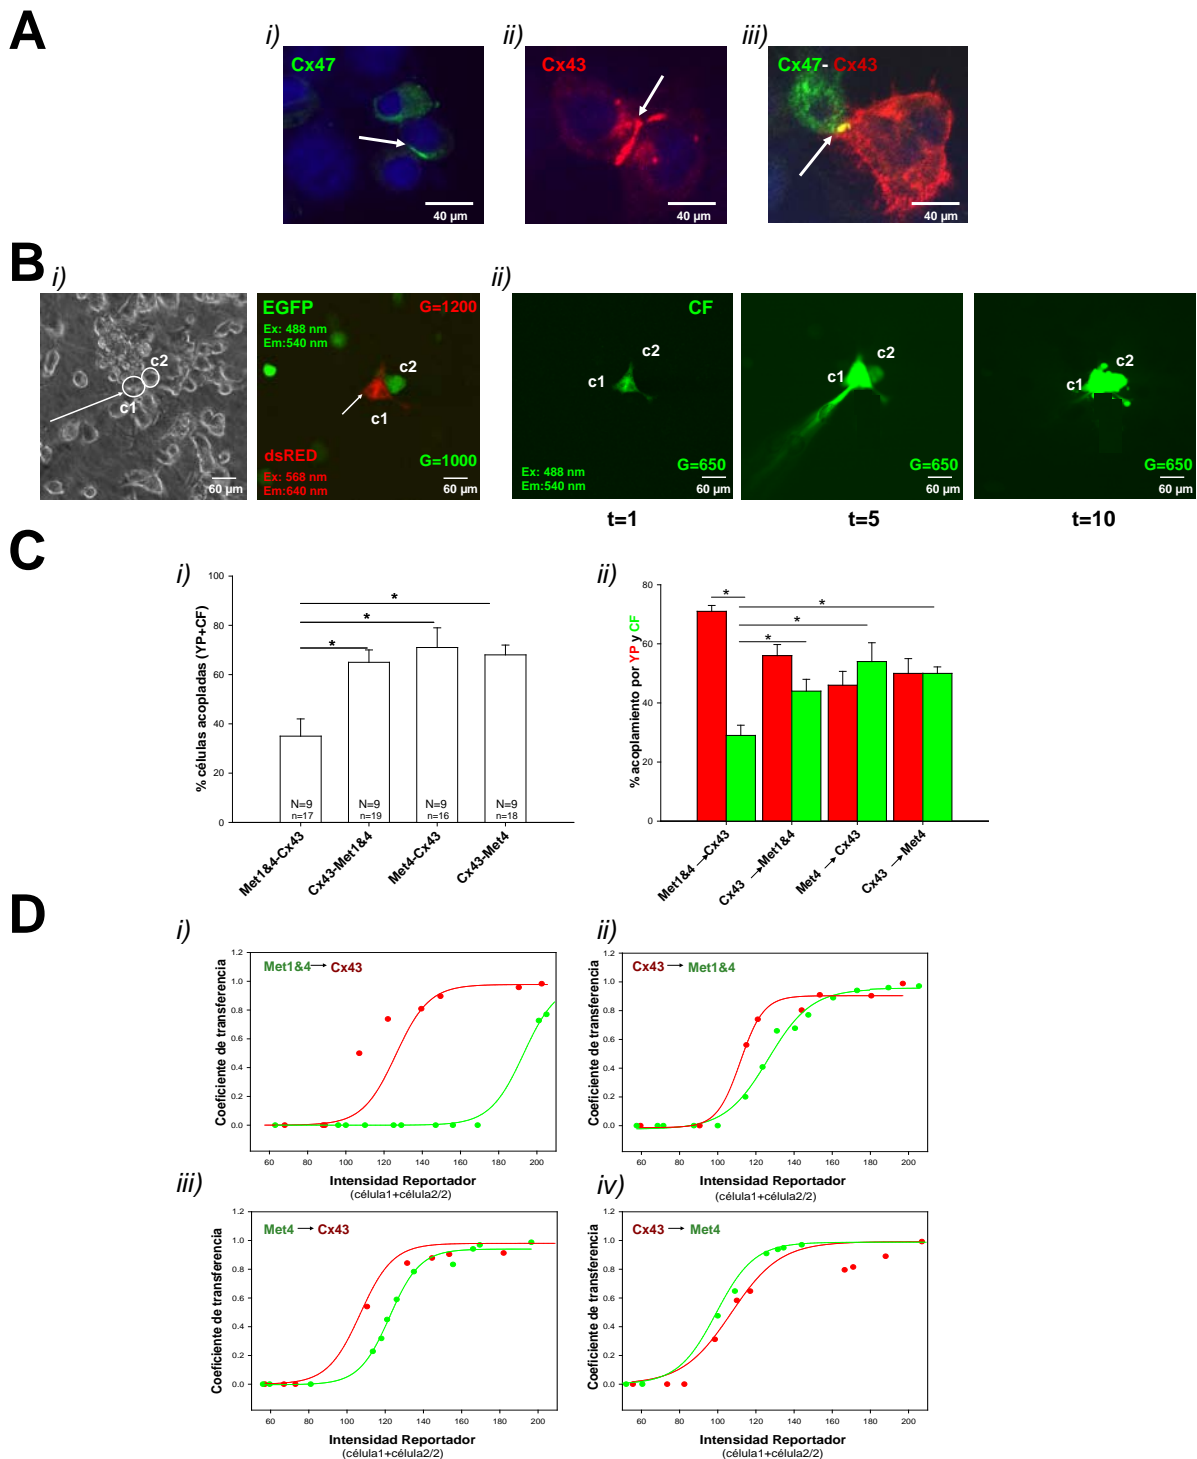 A
i)
Cx47
40 µm
ii)
Cx43
40 µm
iii)
Cx47- Cx43
40 µm
B
i)
c2
c1
60 µm
EGFP
G=1200
Ex: 488 nm
Em:540 nm
c2
c1
dsRED
G=1000
Ex: 568 nm
Em: 640 nm
60 µm
ii)
CF
c2
c1
Ex: 488 nm
Em:540 nm
G=650
60 µm
t=1
c2
c1
G=650
60 µm
t=5
c2
c1
G=650
60 µm
t=10
C
i)
% células acopladas (YP+CF)
100
80
60
40
20
0
*
*
*
N=9
n=17
N=9
n=19
N=9
n=16
N=9
n=18
Met1&4-Cx43
Cx43-Met1&4
Met4-Cx43
Cx43-Met4
ii)
% acoplamiento por YP y CF
80
60
40
20
0
*
*
*
*
Met1&4 → Cx43
Cx43 → Met1&4
Met4 → Cx43
Cx43 → Met4
D
i)
Met1&4 → Cx43
Coeficiente de transferencia
1.2
1.0
0.8
0.6
0.4
0.2
0.0
60 80 100 120 140 160 180 200
Intensidad Reportador
(célula1+célula2/2)
ii)
Cx43 → Met1&4
Coeficiente de transferencia
1.2
1.0
0.8
0.6
0.4
0.2
0.0
60 80 100 120 140 160 180 200
Intensidad Reportador
(célula1+célula2/2)
iii)
Met4 → Cx43
Coeficiente de transferencia
1.2
1.0
0.8
0.6
0.4
0.2
0.0
60 80 100 120 140 160 180 200
Intensidad Reportador
(célula1+célula2/2)
iv)
Cx43 → Met4
Coeficiente de transferencia
1.2
1.0
0.8
0.6
0.4
0.2
0.0
60 80 100 120 140 160 180 200
Intensidad Reportador
(célula1+célula2/2)